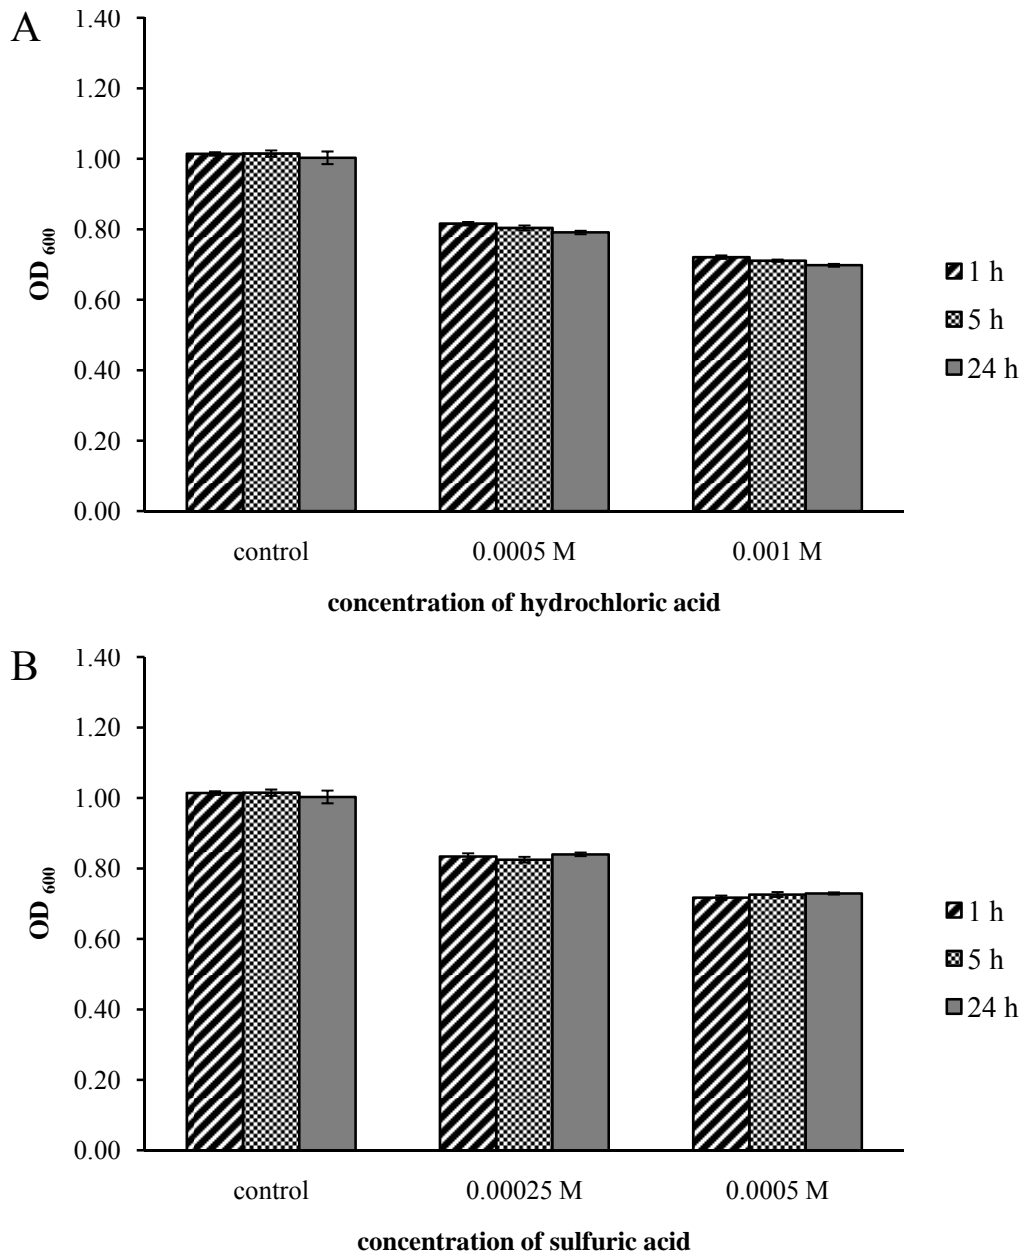 A
1.40
1.20
1.00
0.80
0.60
0.40
0.20
0.00
OD 600
control 0.0005 M 0.001 M
concentration of hydrochloric acid
1 h
5 h
24 h
B
1.40
1.20
1.00
0.80
0.60
0.40
0.20
0.00
OD 600
control 0.00025 M 0.0005 M
concentration of sulfuric acid
1 h
5 h
24 h